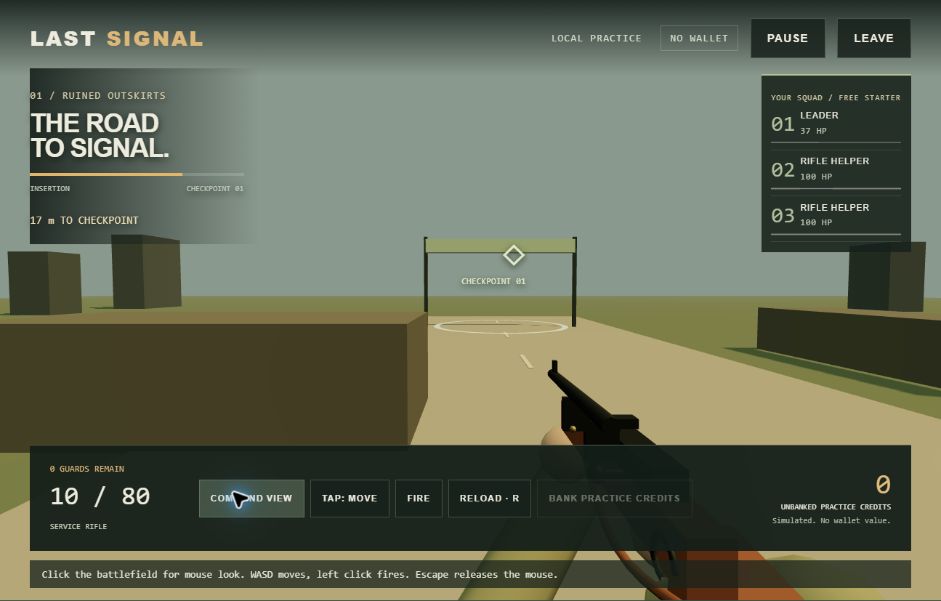 LAST SIGNAL
LOCAL PRACTICE
NO WALLET
PAUSE
LEAVE
01 / RUINED OUTSKIRTS
THE ROAD
TO SIGNAL.
INSERTION
CHECKPOINT 01
17 m TO CHECKPOINT
YOUR SQUAD / FREE STARTER
01 LEADER
37 HP
02 RIFLE HELPER
100 HP
03 RIFLE HELPER
100 HP
CHECKPOINT 01
0 GUARDS REMAIN
10 / 80
SERVICE RIFLE
COMMAND VIEW
TAP: MOVE
FIRE
RELOAD · R
BANK PRACTICE CREDITS
0
UNBANKED PRACTICE CREDITS
Simulated. No wallet value.
Click the battlefield for mouse look. WASD moves, left click fires. Escape releases the mouse.